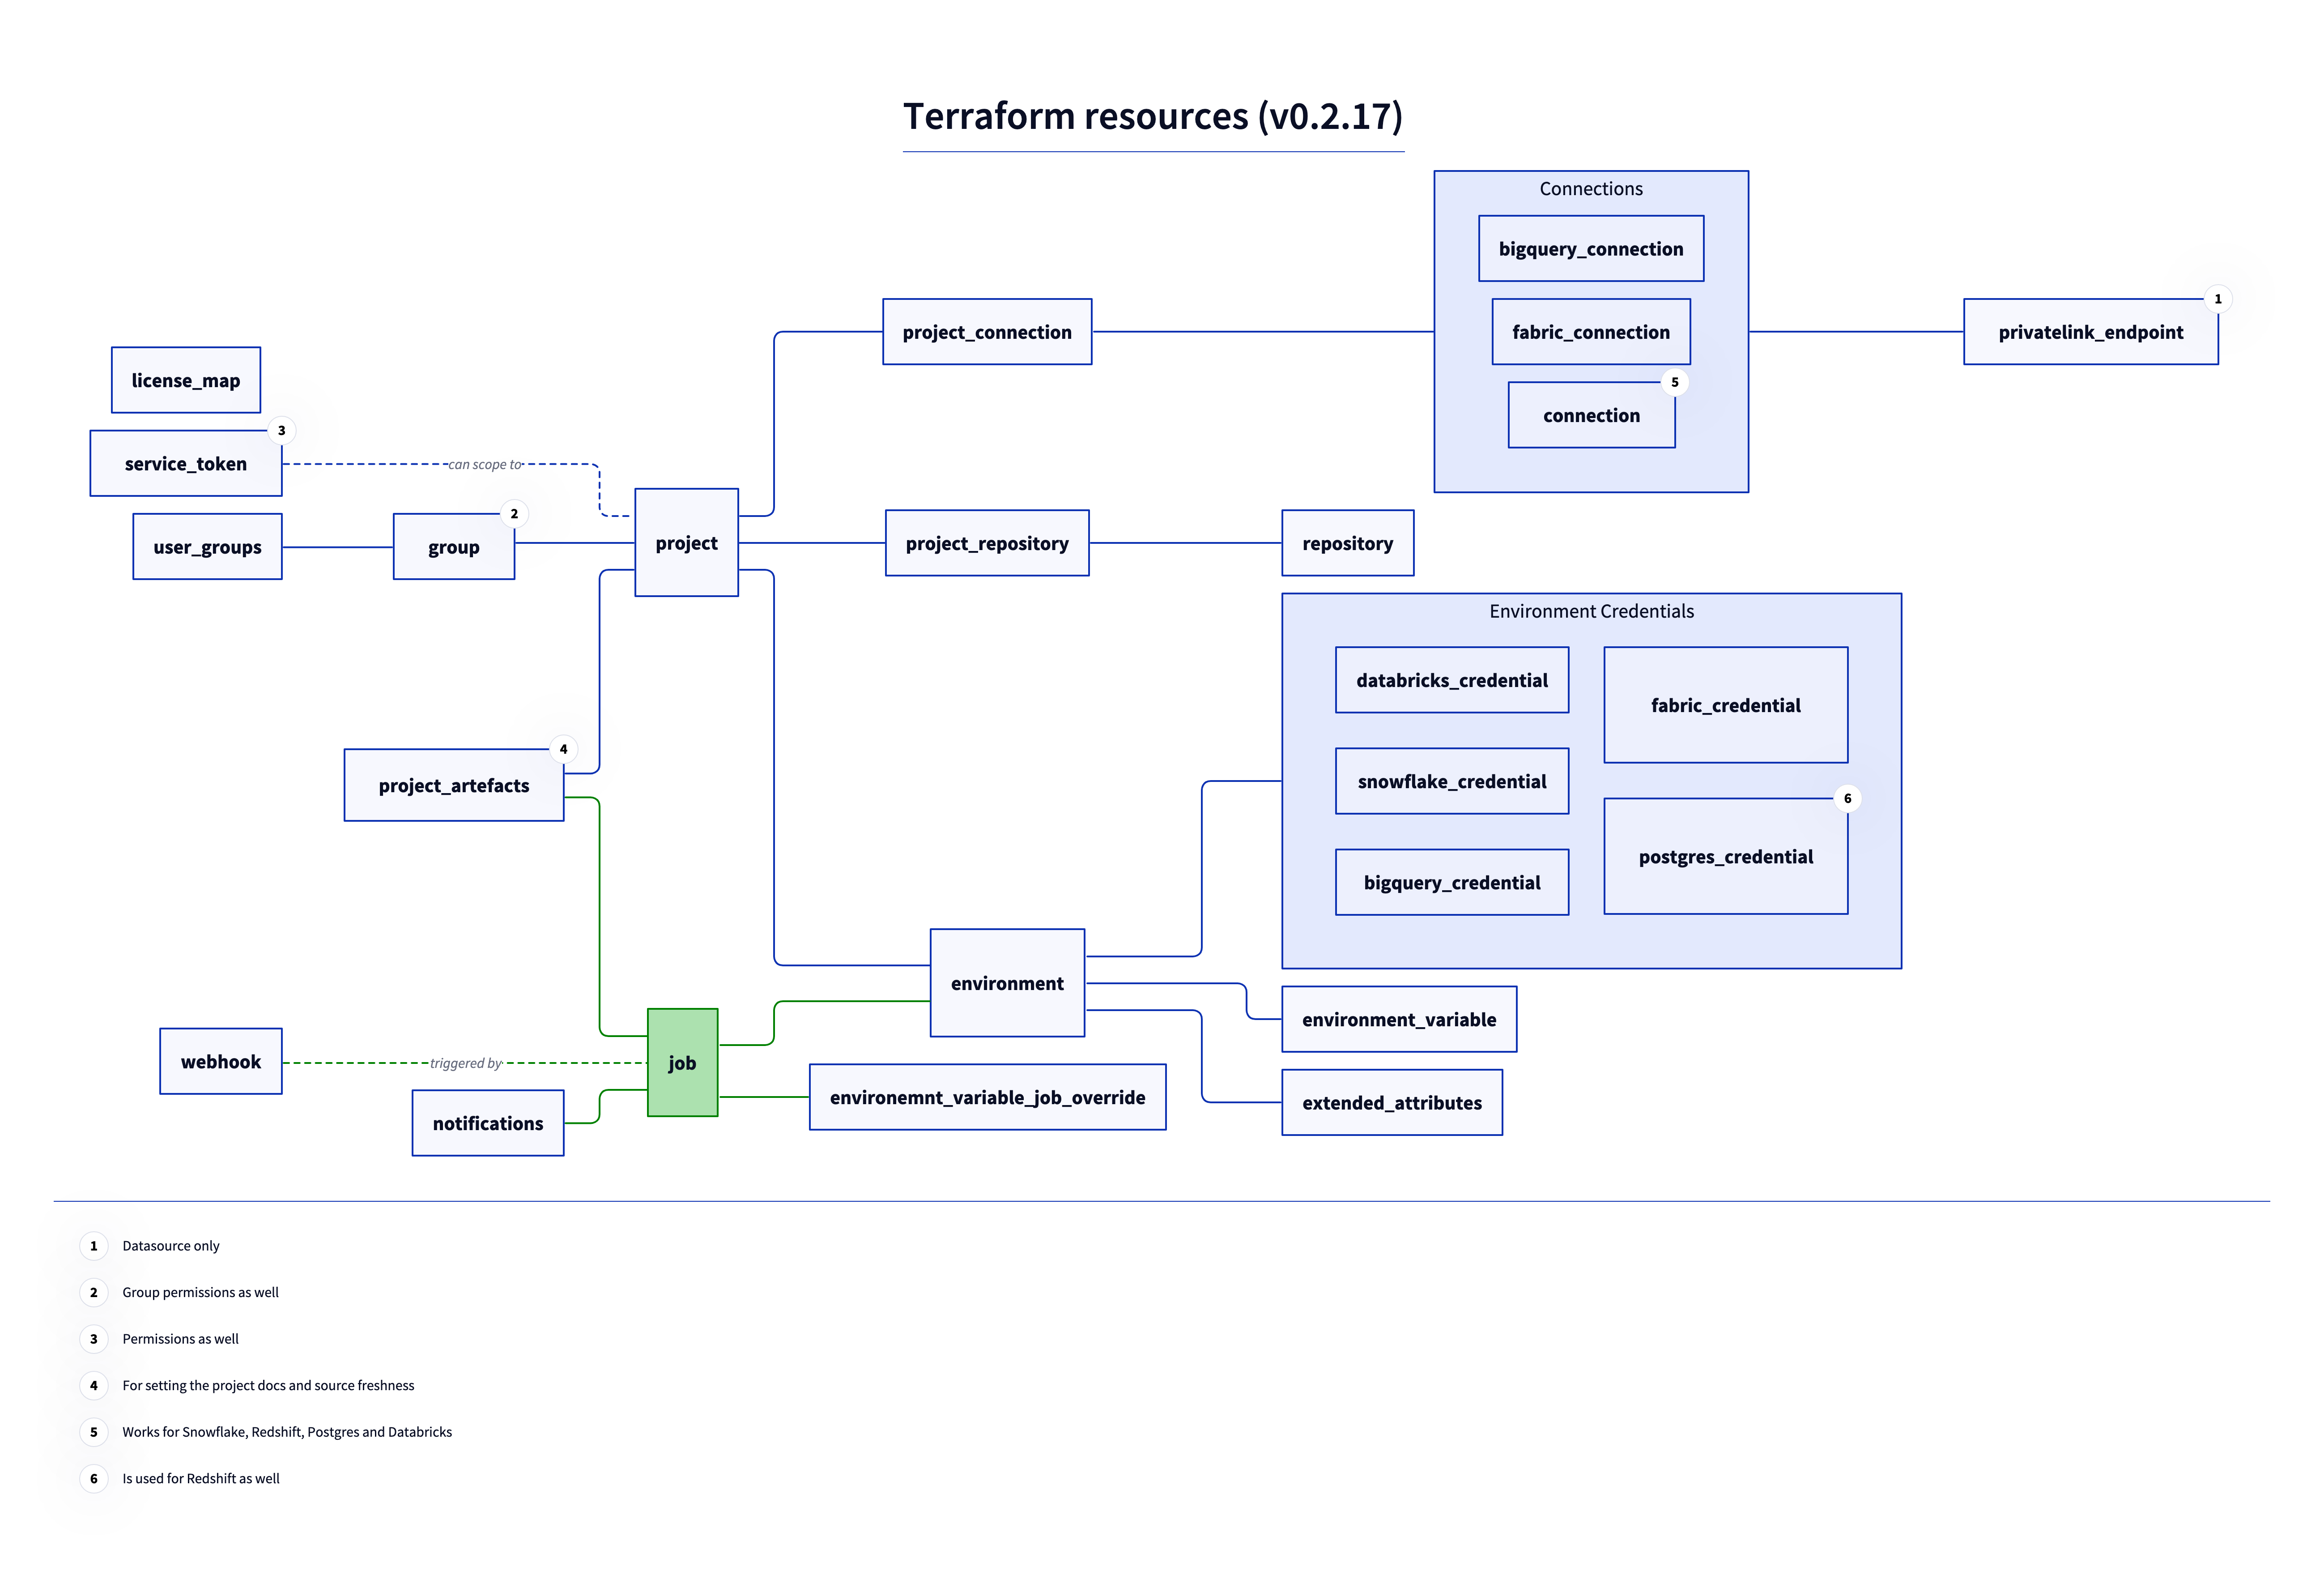 Terraform resources (v0.2.17)
Connections
bigquery_connection
fabric_connection
5
connection
project_connection
1
privatelink_endpoint
license_map
3
service_token
can scope to
user_groups
2
group
project
project_repository
repository
Environment Credentials
databricks_credential
fabric_credential
snowflake_credential
6
postgres_credential
bigquery_credential
4
project_artefacts
environment
environment_variable
extended_attributes
webhook
triggered by
job
notifications
environemnt_variable_job_override
1 Datasource only
2 Group permissions as well
3 Permissions as well
4 For setting the project docs and source freshness
5 Works for Snowflake, Redshift, Postgres and Databricks
6 Is used for Redshift as well